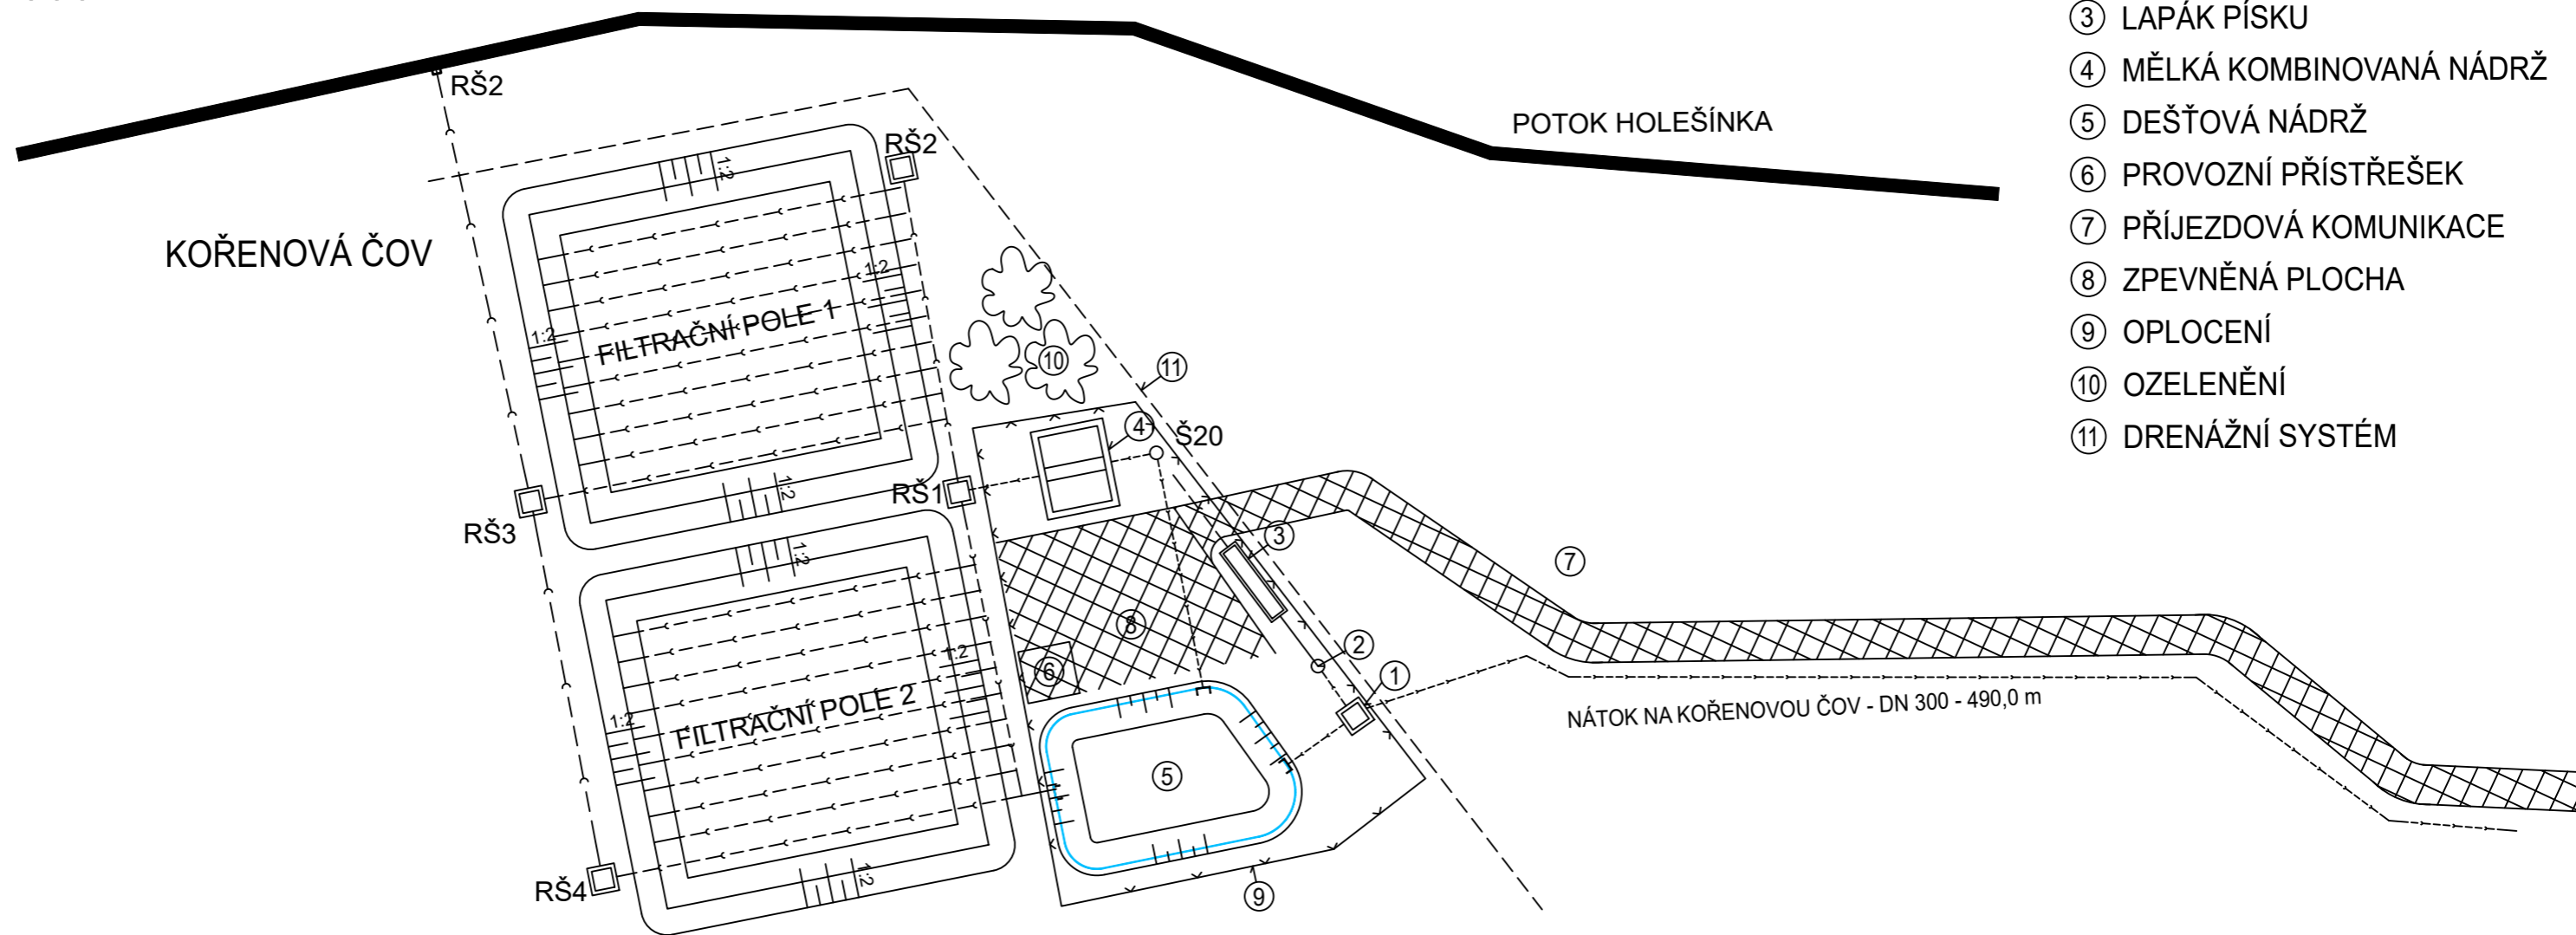 ③ LAPÁK PÍSKU
④ MĚLKÁ KOMBINOVANÁ NÁDRŽ
⑤ DEŠŤOVÁ NÁDRŽ
⑥ PROVOZNÍ PŘÍSTŘEŠEK
⑦ PŘÍJEZDOVÁ KOMUNIKACE
⑧ ZPEVNĚNÁ PLOCHA
⑨ OPLOCENÍ
⑩ OZELENĚNÍ
⑪ DRENÁŽNÍ SYSTÉM
RŠ2
POTOK HOLEŠÍNKA
RŠ2
1:2
KOŘENOVÁ ČOV
1:2
FILTRAČNÍ POLE 1
1:2
⑩
⑪
④
Š20
1:2
RŠ1
RŠ3
③
1:2
⑦
⑧
②
1:2
⑥
①
FILTRAČNÍ POLE 2
1:2
NÁTOK NA KOŘENOVOU ČOV - DN 300 - 490,0 m
⑤
1:2
RŠ4
⑨